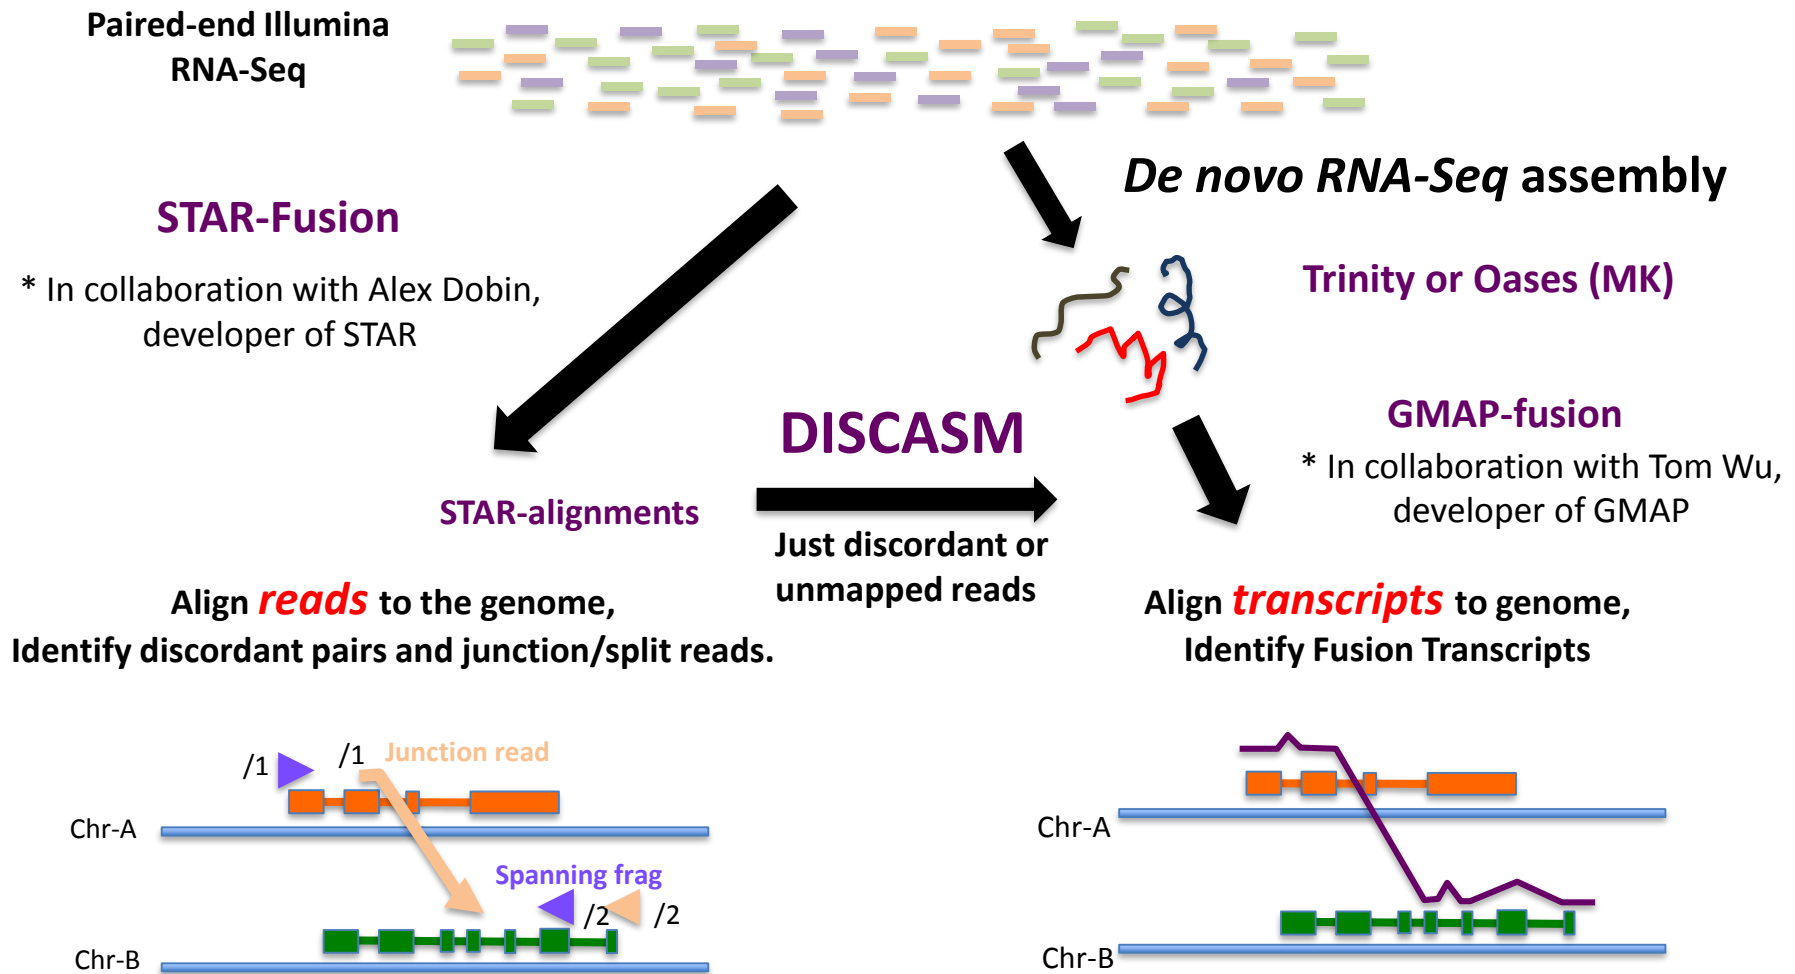 Paired-end Illumina
RNA-Seq
De novo RNA-Seq assembly
STAR-Fusion
* In collaboration with Alex Dobin,
developer of STAR
Trinity or Oases (MK)
DISCASM
GMAP-fusion
* In collaboration with Tom Wu,
developer of GMAP
STAR-alignments
Just discordant or
unmapped reads
Align reads to the genome,
Identify discordant pairs and junction/split reads.
Align transcripts to genome,
Identify Fusion Transcripts
/1
/1
Junction read
Chr-A
Spanning frag
/2
/2
Chr-B
Chr-A
Chr-B